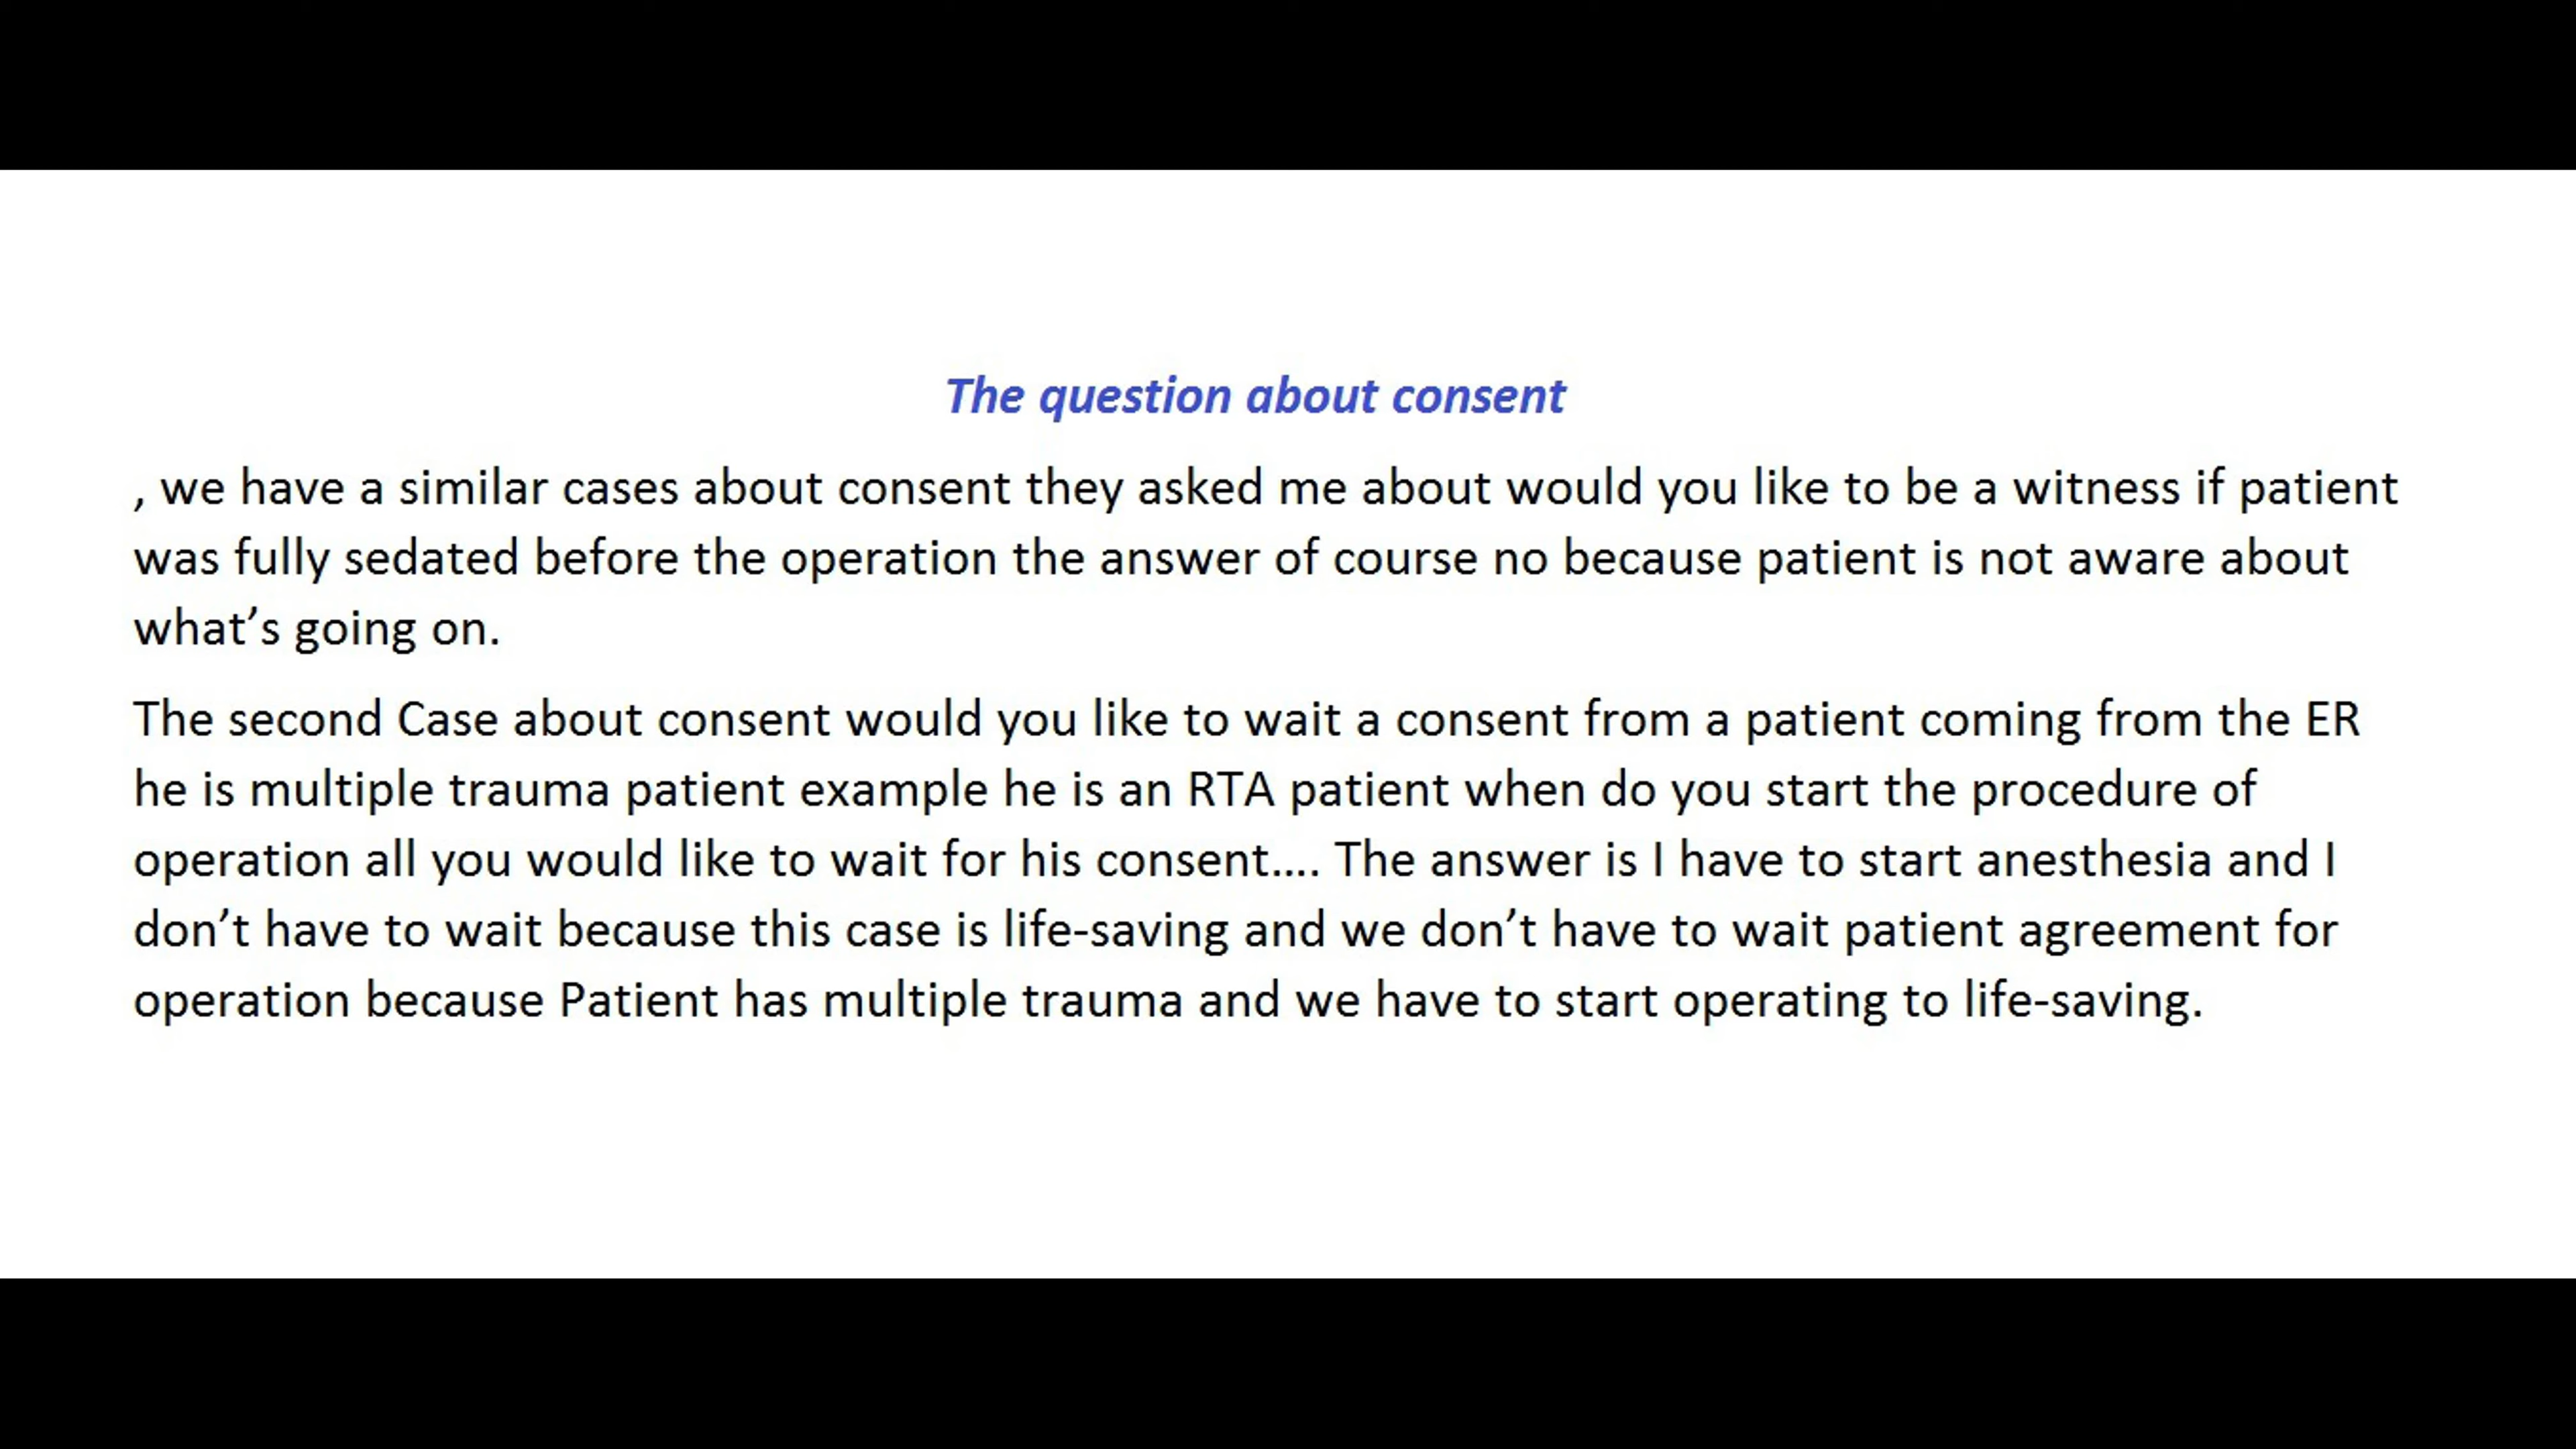 The question about consent
, we have a similar cases about consent they asked me about would you like to be a witness if patient
was fully sedated before the operation the answer of course no because patient is not aware about
what’s going on.
The second Case about consent would you like to wait a consent from a patient coming from the ER
he is multiple trauma patient example he is an RTA patient when do you start the procedure of
operation all you would like to wait for his consent.... The answer is I have to start anesthesia and I
don’t have to wait because this case is life-saving and we don’t have to wait patient agreement for
operation because Patient has multiple trauma and we have to start operating to life-saving.